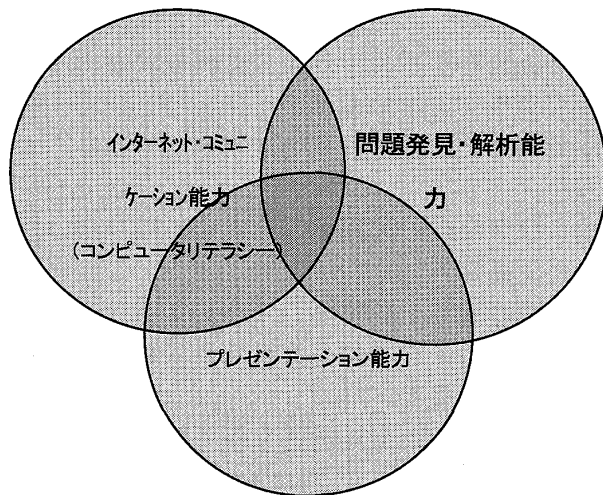 インターネット・コミュニ
ケーション能力
(コンピュータリテラシー)
問題発見・解析能
力
プレゼンテーション能力